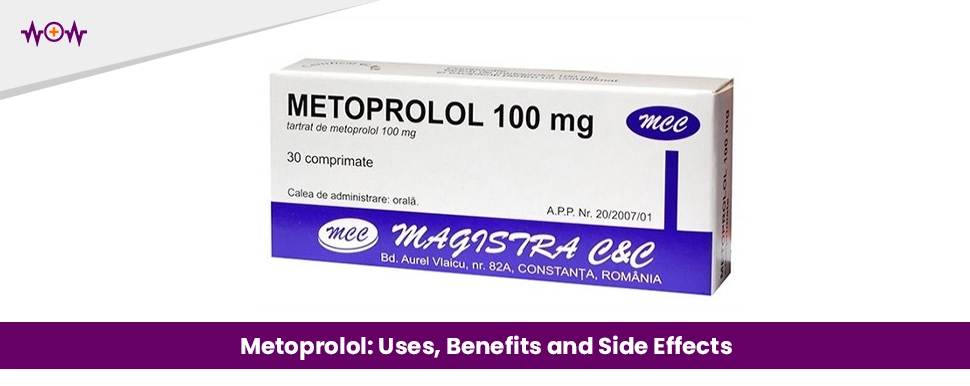 WOW
METOPROLOL 100 mg
tartrat de metoprolol 100 mg
30 comprimate
Calea de administrare: orală.
A.P.P. Nr. 20/2007/01
MCC
MCC MAGISTRA C&C
Bd. Aurel Vlaicu, nr. 82A, CONSTANȚA, ROMÂNIA
METOPROLOL 100 mg
Metoprolol: Uses, Benefits and Side Effects